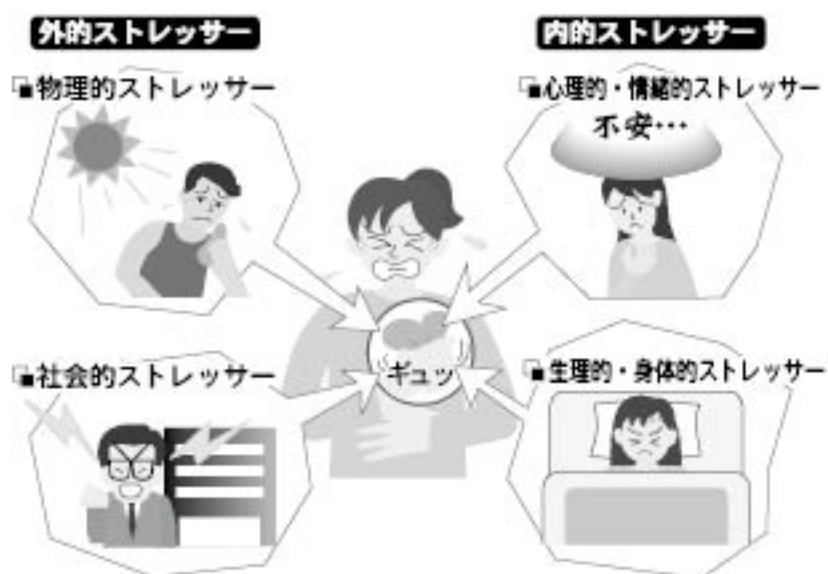 外的ストレッサー
内的ストレッサー
物理的ストレッサー
心理的・情緒的ストレッサー
不安…
ギュッ
社会的ストレッサー
生理的・身体的ストレッサー